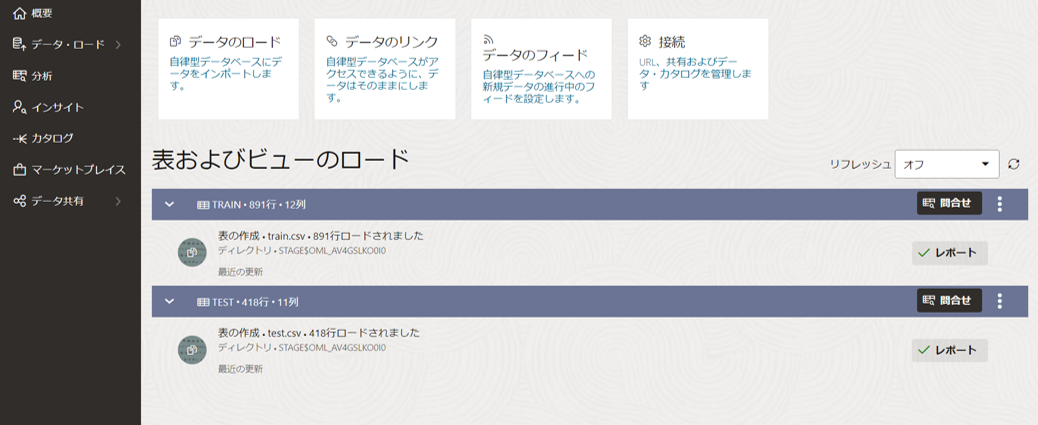 概要
データ・ロード
分析
インサイト
カタログ
マーケットプレイス
データ共有
データのロード
自律型データベースにデ
ータをインポートしま
す。
データのリンク
自律型データベースがア
クセスできるように、デ
ータはそのままにしま
す。
データのフィード
自律型データベースへの
新規データの進行中のフ
ィードを設定します。
接続
URL、共有およびデー
タ・カタログを管理しま
す
表およびビューのロード
リフレッシュ オフ
TRAIN • 891行 • 12列 問合せ
表の作成 • train.csv • 891行ロードされました
ディレクトリ • STAGE$OML_AV4GSLKO0I0
最近の更新
レポート
TEST • 418行 • 11列 問合せ
表の作成 • test.csv • 418行ロードされました
ディレクトリ • STAGE$OML_AV4GSLKO0I0
最近の更新
レポート